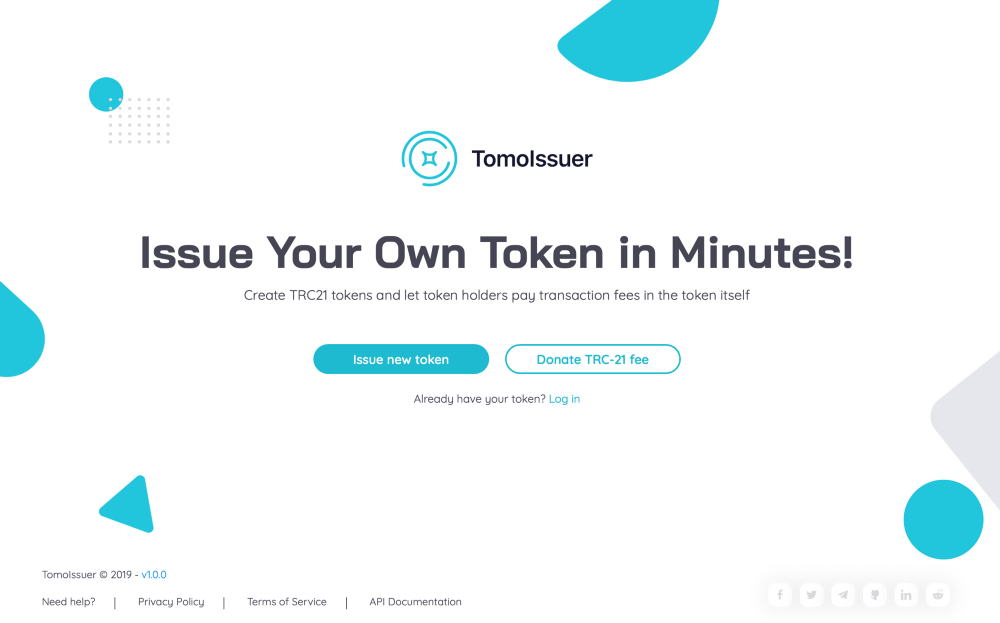 TomoIssuer
Issue Your Own Token in Minutes!
Create TRC21 tokens and let token holders pay transaction fees in the token itself
Issue new token
Donate TRC-21 fee
Already have your token? Log in
TomoIssuer © 2019 - v1.0.0
Need help? | Privacy Policy | Terms of Service | API Documentation